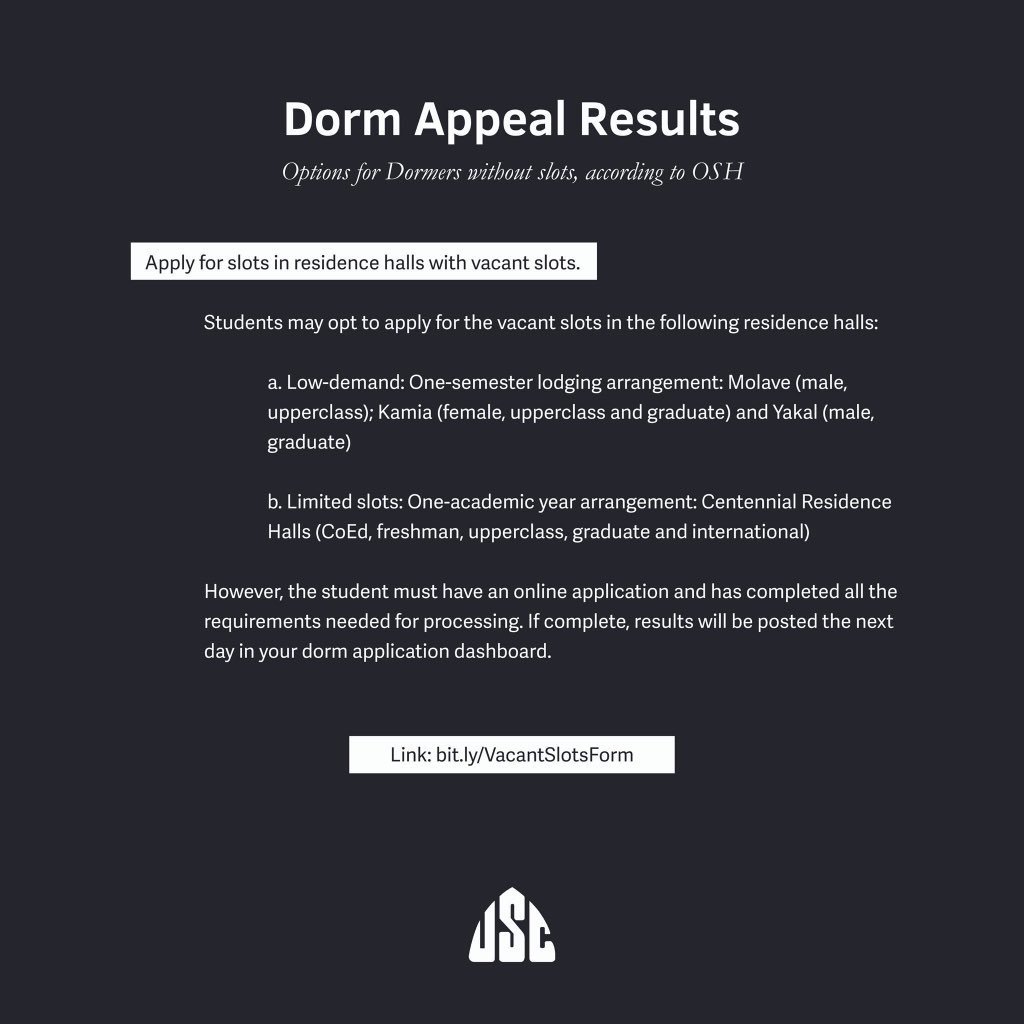 Dorm Appeal Results
Options for Dormers without slots, according to OSH
Apply for slots in residence halls with vacant slots.
Students may opt to apply for the vacant slots in the following residence halls:
a. Low-demand: One-semester lodging arrangement: Molave (male,
upperclass); Kamia (female, upperclass and graduate) and Yakal (male,
graduate)
b. Limited slots: One-academic year arrangement: Centennial Residence
Halls (CoEd, freshman, upperclass, graduate and international)
However, the student must have an online application and has completed all the
requirements needed for processing. If complete, results will be posted the next
day in your dorm application dashboard.
Link: bit.ly/VacantSlotsForm
USC